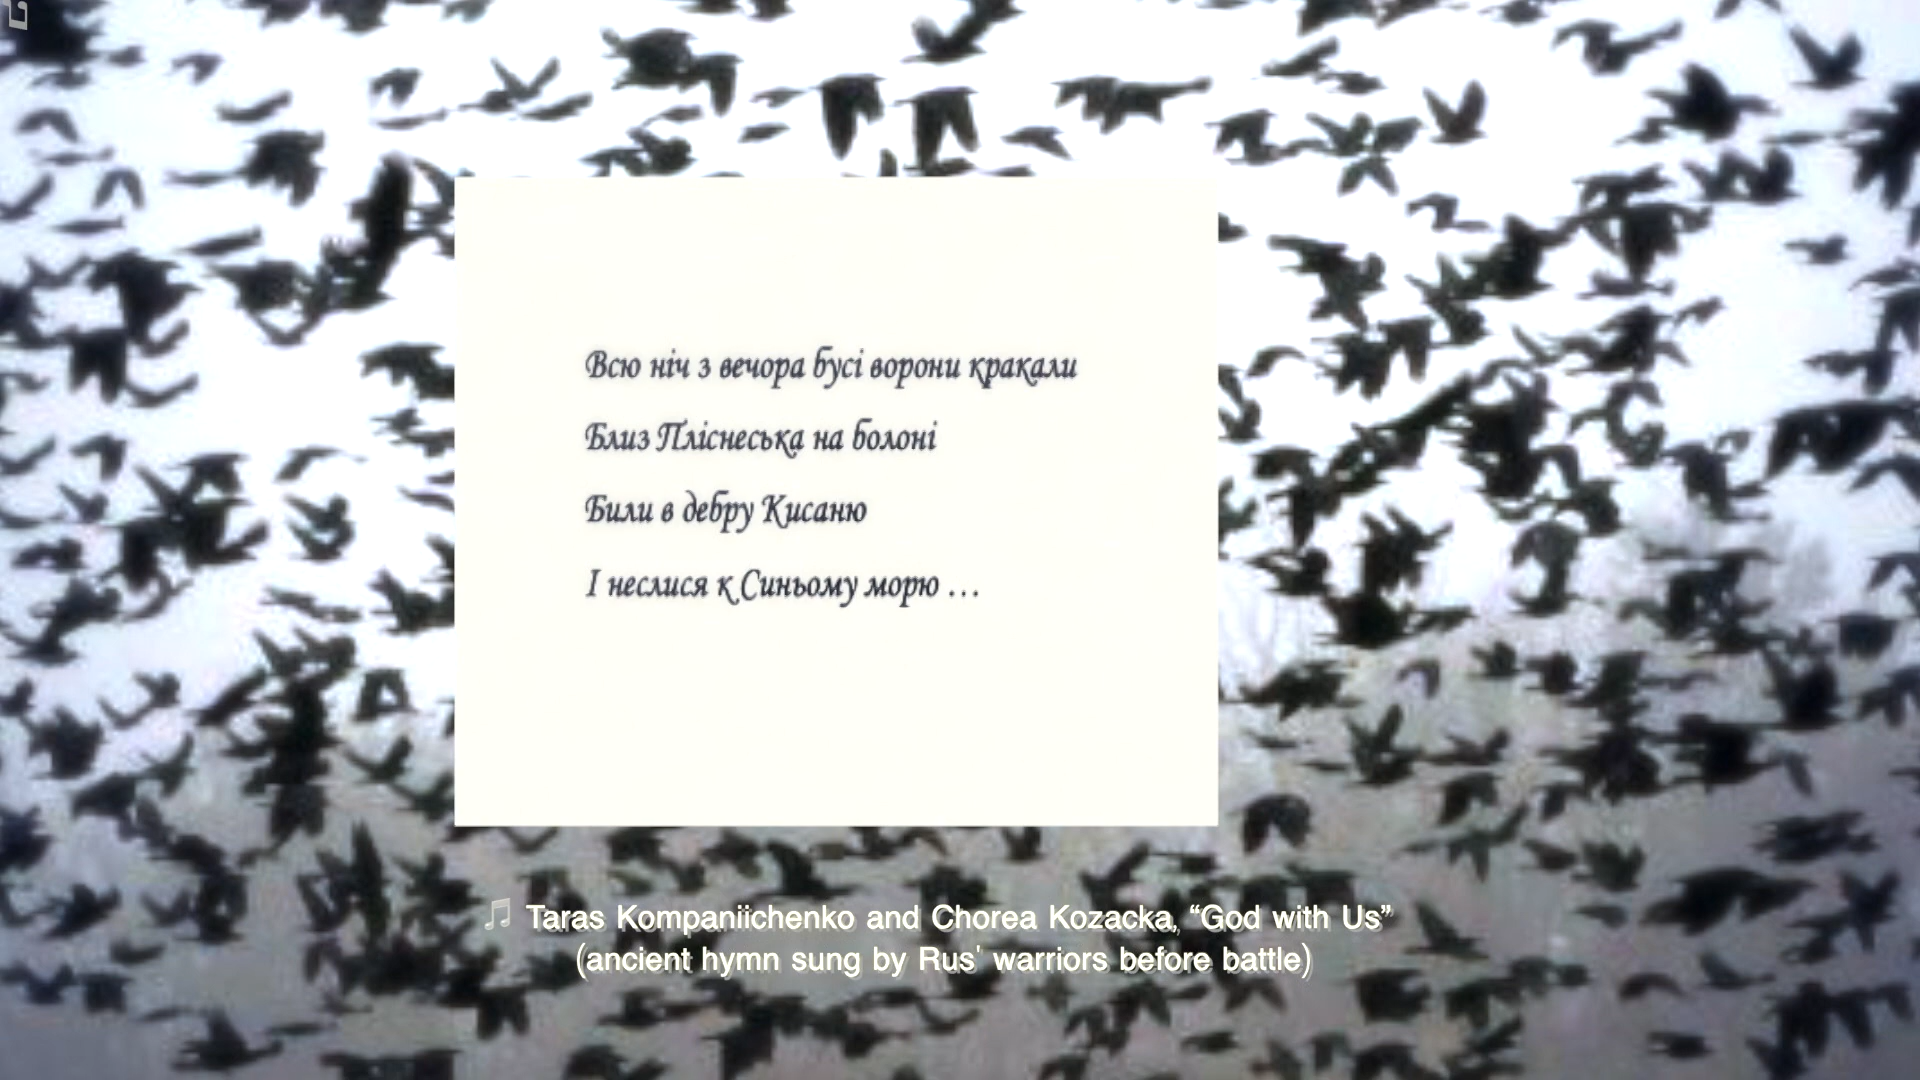 Всю ніч з вечора бусі ворони кракали
Близ Пліснеська на болоні
Били в дебру Кисаню
І неслися к Синьому морю ...
♫ Taras Kompaniichenko and Chorea Kozacka, “God with Us”
(ancient hymn sung by Rus' warriors before battle)